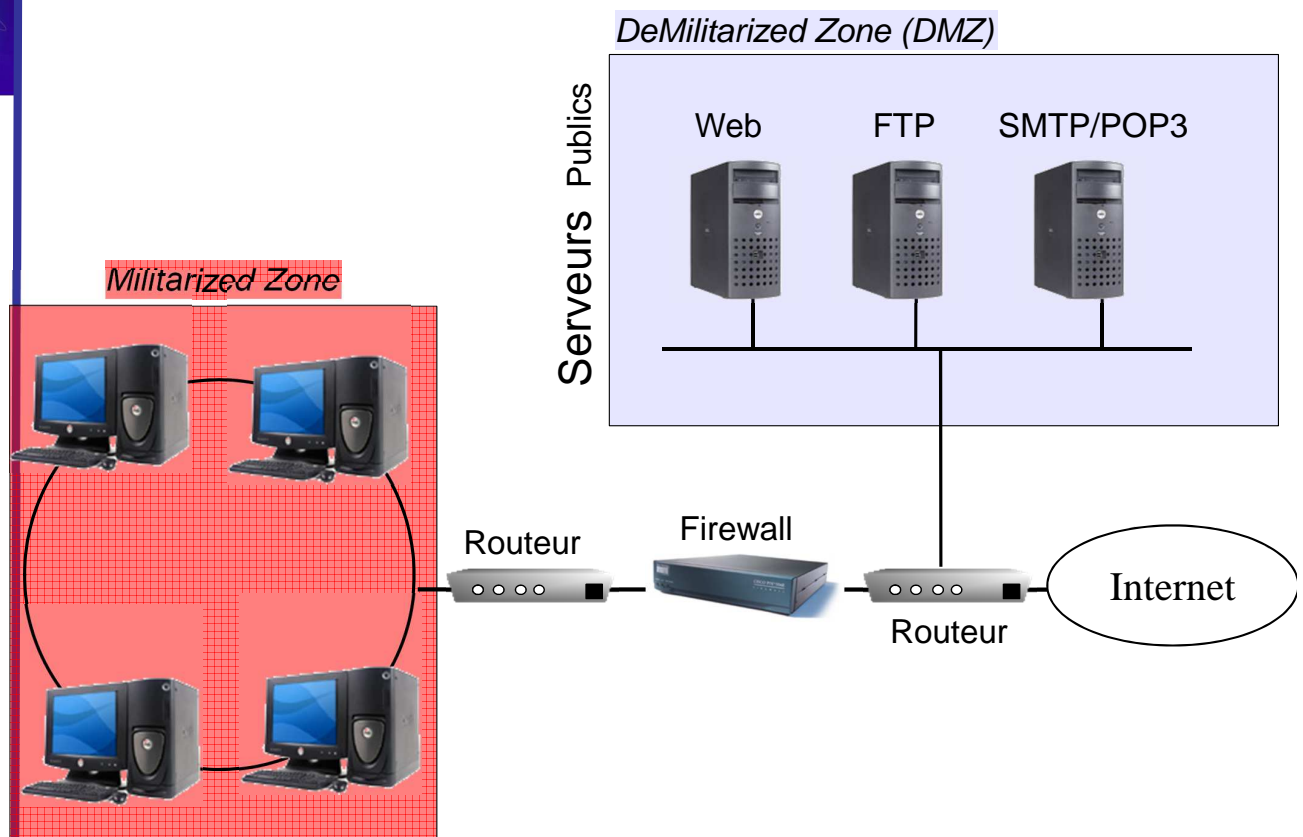 DeMilitarized Zone (DMZ)
Serveurs Publics
Web FTP SMTP/POP3
Militarized Zone
Routeur
Firewall
Routeur
Internet